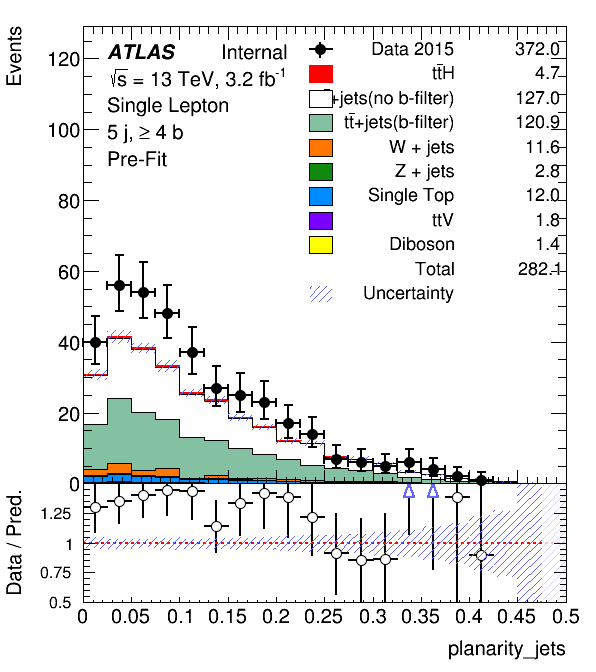 Events
120
100
80
60
40
20
0
ATLAS Internal
√s = 13 TeV, 3.2 fb⁻¹
Single Lepton
5 j, ≥ 4 b
Pre-Fit
Data 2015 372.0
tt̄H 4.7
+jets(no b-filter) 127.0
tt̄+jets(b-filter) 120.9
W + jets 11.6
Z + jets 2.8
Single Top 12.0
ttV 1.8
Diboson 1.4
Total 282.1
Uncertainty
Data / Pred.
1.25
1
0.75
0.5
0 0.05 0.1 0.15 0.2 0.25 0.3 0.35 0.4 0.45 0.5
planarity_jets